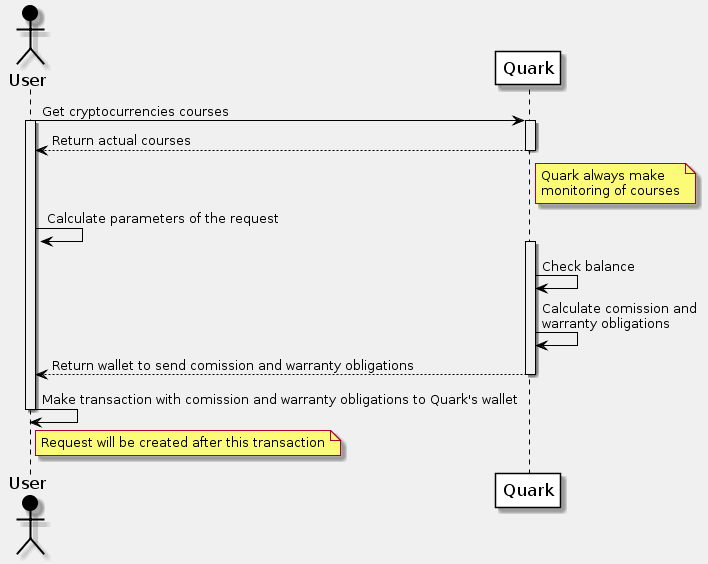 User
Quark
Get cryptocurrencies courses
Return actual courses
Quark always make
monitoring of courses
Calculate parameters of the request
Check balance
Calculate comission and
warranty obligations
Return wallet to send comission and warranty obligations
Make transaction with comission and warranty obligations to Quark's wallet
Request will be created after this transaction
User
Quark